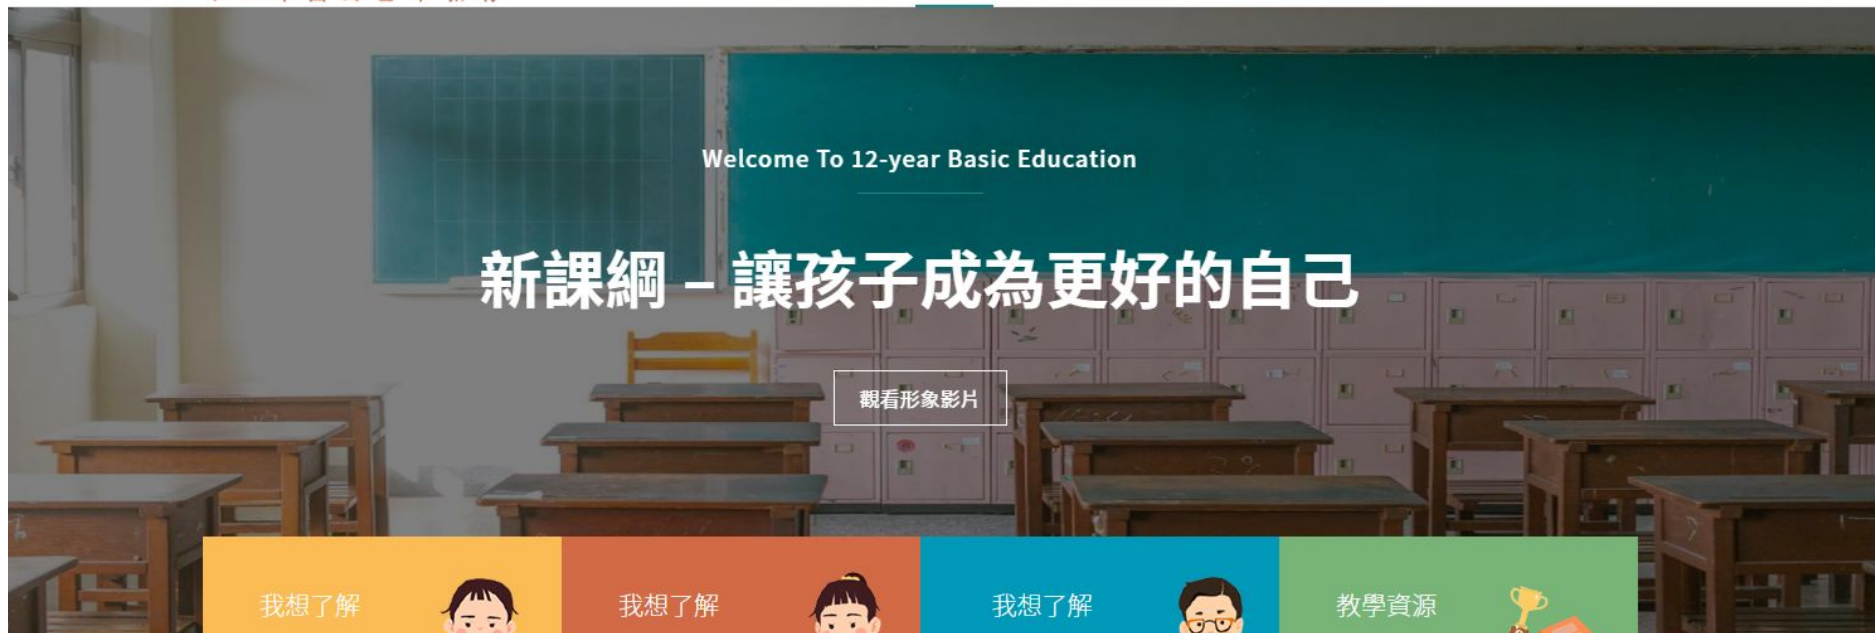 Welcome To 12-year Basic Education
新課綱 – 讓孩子成為更好的自己
觀看形象影片
我想了解
我想了解
我想了解
教學資源